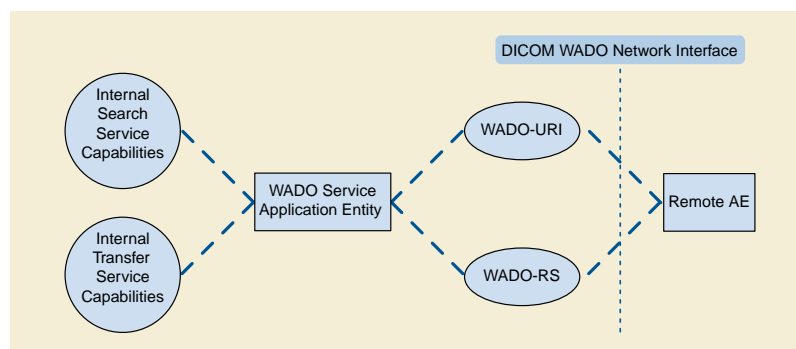 DICOM WADO Network Interface
Internal
Search
Service
Capabilities
WADO-URI
WADO Service
Application Entity
Remote AE
Internal
Transfer
Service
Capabilities
WADO-RS